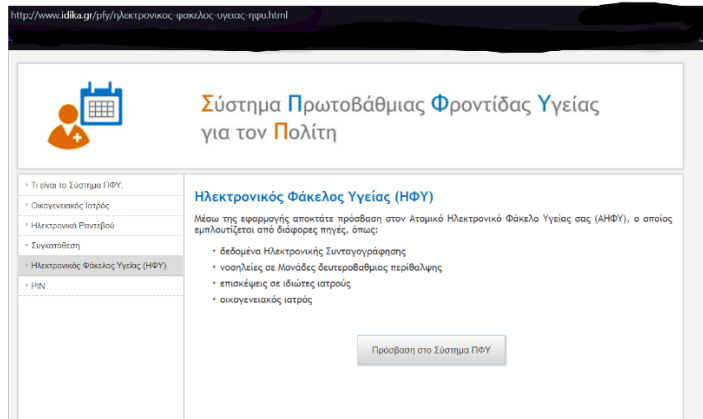 http://www.idika.gr/pfy/ηλεκτρονικος-φακελος-υγειας-ηφυ.html
Σύστημα Πρωτοβάθμιας Φροντίδας Υγείας
για τον Πολίτη
Τι είναι το Σύστημα ΠΦΥ;
Οικογενειακός Ιατρός
Ηλεκτρονικά Ραντεβού
Συγκατάθεση
Ηλεκτρονικός Φάκελος Υγείας (ΗΦΥ)
PIN
Ηλεκτρονικός Φάκελος Υγείας (ΗΦΥ)
Μέσω της εφαρμογής αποκτάτε πρόσβαση στον Ατομικό Ηλεκτρονικό Φάκελο Υγείας σας (ΑΗΦΥ), ο οποίος
εμπλουτίζεται από διάφορες πηγές, όπως:
δεδομένα Ηλεκτρονικής Συνταγογράφησης
νοσηλείες σε Μονάδες δευτεροβαθμιας περίθαλψης
επισκέψεις σε ιδιώτες ιατρούς
οικογενειακός ιατρός
Πρόσβαση στο Σύστημα ΠΦΥ